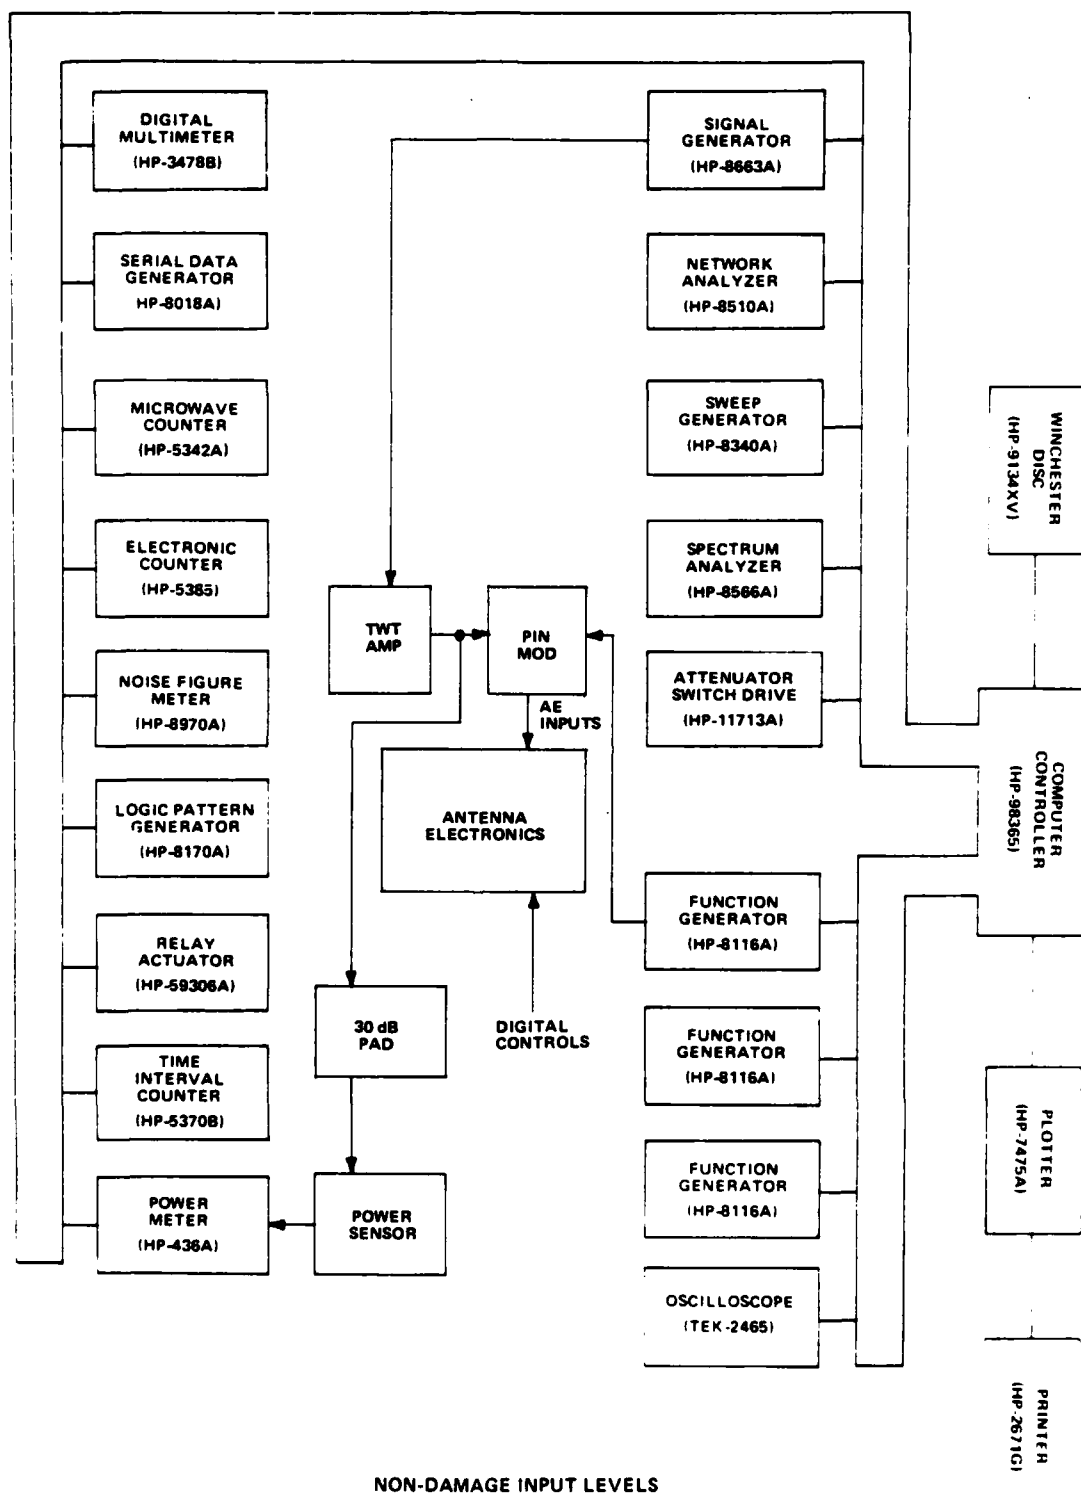 DIGITAL
MULTIMETER
(HP-3478B)
SERIAL DATA
GENERATOR
HP-8018A)
MICROWAVE
COUNTER
(HP-5342A)
ELECTRONIC
COUNTER
(HP-5385)
NOISE FIGURE
METER
(HP-8970A)
LOGIC PATTERN
GENERATOR
(HP-8170A)
RELAY
ACTUATOR
(HP-59306A)
TIME
INTERVAL
COUNTER
(HP-5370B)
POWER
METER
(HP-436A)
TWT
AMP
PIN
MOD
AE
INPUTS
ANTENNA
ELECTRONICS
DIGITAL
CONTROLS
30 dB
PAD
POWER
SENSOR
SIGNAL
GENERATOR
(HP-8663A)
NETWORK
ANALYZER
(HP-8510A)
SWEEP
GENERATOR
(HP-8340A)
SPECTRUM
ANALYZER
(HP-8566A)
ATTENUATOR
SWITCH DRIVE
(HP-11713A)
FUNCTION
GENERATOR
(HP-8116A)
FUNCTION
GENERATOR
(HP-8116A)
FUNCTION
GENERATOR
(HP-8116A)
OSCILLOSCOPE
(TEK-2465)
WINCHESTER
DISC
(HP-9134XV)
COMPUTER
CONTROLLER
(HP-98365)
PLOTTER
(HP-7475A)
PRINTER
(HP-2671G)
NON-DAMAGE INPUT LEVELS